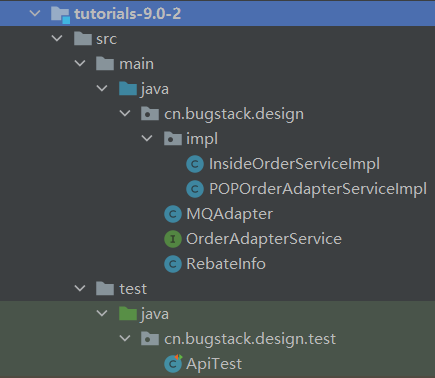 tutorials-9.0-2
src
main
java
cn.bugstack.design
impl
InsideOrderServiceImpl
POPOrderAdapterServiceImpl
MQAdapter
OrderAdapterService
RebateInfo
test
java
cn.bugstack.design.test
ApiTest